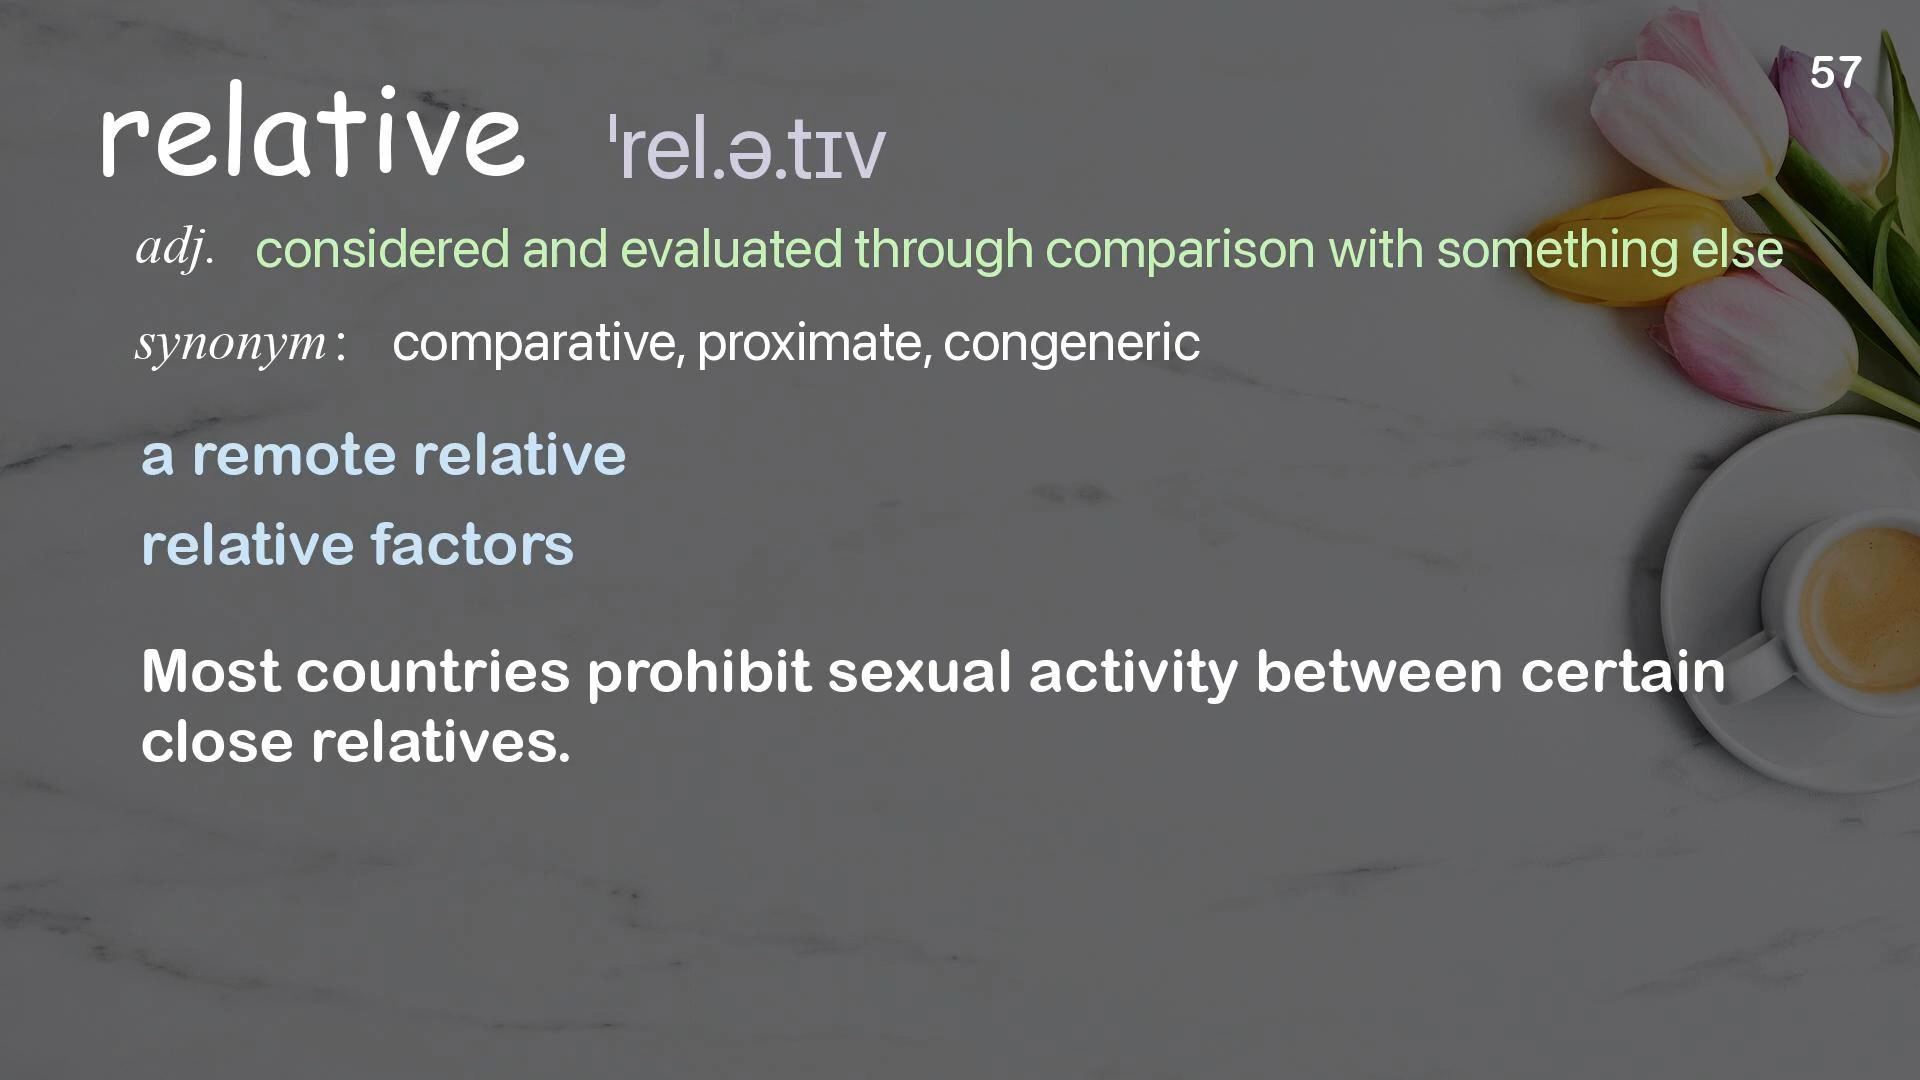 57
relative ˈrel.ə.tɪv
adj. considered and evaluated through comparison with something else
synonym: comparative, proximate, congeneric
a remote relative
relative factors
Most countries prohibit sexual activity between certain
close relatives.